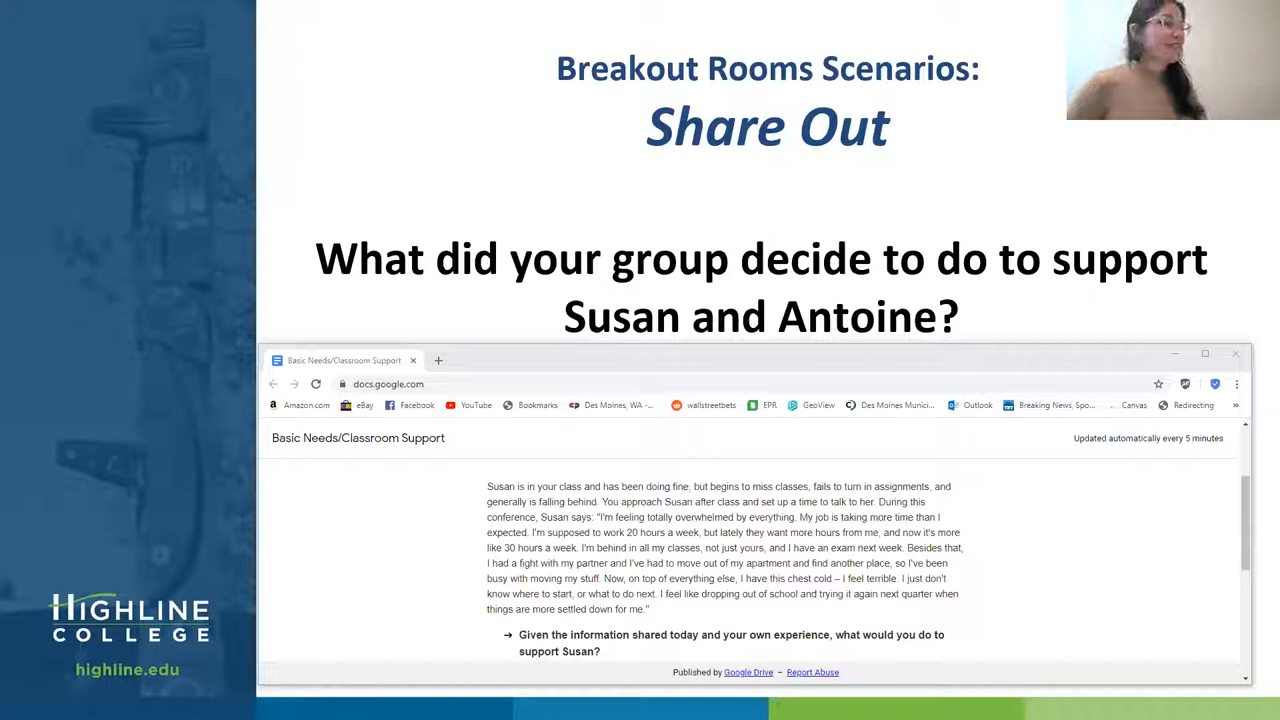 Breakout Rooms Scenarios:
Share Out
What did your group decide to do to support
Susan and Antoine?
Basic Needs/Classroom Support
docs.google.com
Amazon.com eBay Facebook YouTube Bookmarks Des Moines, WA -... wallstreetbets EPR GeoView Des Moines Munici... Outlook Breaking News, Spo... Canvas Redirecting »
Basic Needs/Classroom Support
Updated automatically every 5 minutes
Susan is in your class and has been doing fine, but begins to miss classes, fails to turn in assignments, and
generally is falling behind. You approach Susan after class and set up a time to talk to her. During this
conference, Susan says: "I'm feeling totally overwhelmed by everything. My job is taking more time than I
expected. I'm supposed to work 20 hours a week, but lately they want more hours from me, and now it's more
like 30 hours a week. I'm behind in all my classes, not just yours, and I have an exam next week. Besides that,
I had a fight with my partner and I've had to move out of my apartment and find another place, so I've been
busy with moving my stuff. Now, on top of everything else, I have this chest cold – I feel terrible. I just don't
know where to start, or what to do next. I feel like dropping out of school and trying it again next quarter when
things are more settled down for me."
➔ Given the information shared today and your own experience, what would you do to
support Susan?
Published by Google Drive – Report Abuse
HIGHLINE
COLLEGE
highline.edu